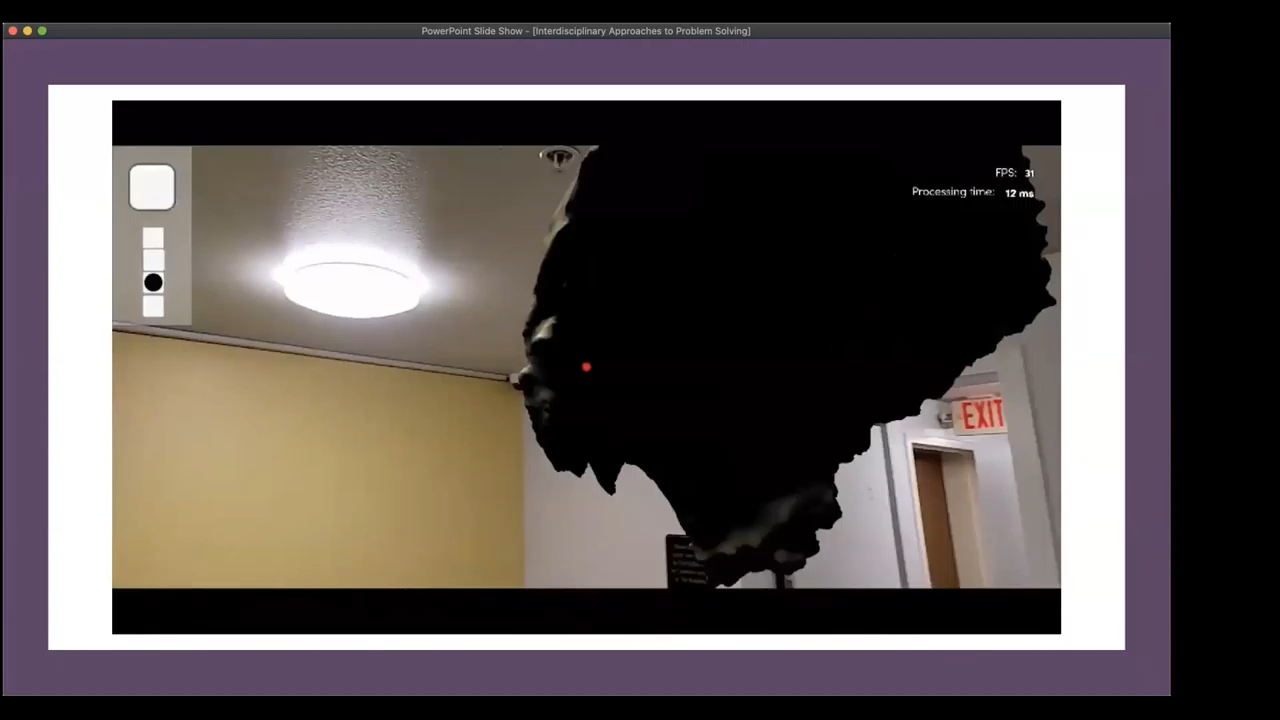 PowerPoint Slide Show - [Interdisciplinary Approaches to Problem Solving]
FPS: 31
Processing time: 12 ms
EXIT